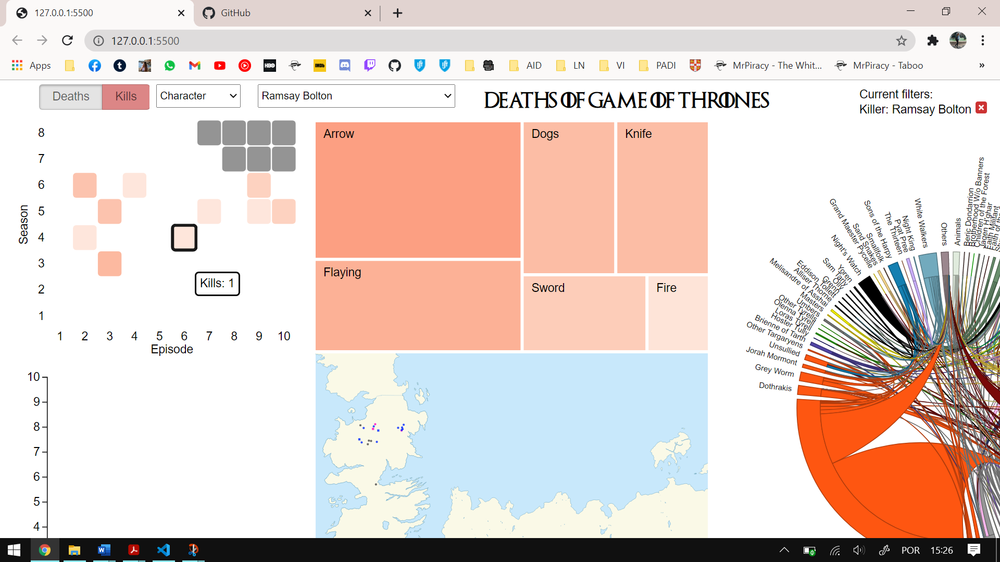 127.0.0.1:5500
GitHub
127.0.0.1:5500
Apps
HBO
IMDb
AID
LN
VI
PADI
MrPiracy - The Whit...
MrPiracy - Taboo
»
Deaths
Kills
Character
Ramsay Bolton
DEATHS OF GAME OF THRONES
Current filters:
Killer: Ramsay Bolton
Season
8
7
6
5
4
3
2
1
Kills: 1
1 2 3 4 5 6 7 8 9 10
Episode
10
9
8
7
6
5
4
Arrow
Dogs
Knife
Flaying
Sword
Fire
Dothrakis
Grey Worm
Jorah Mormont
Unsullied
Other Targaryens
Brienne of Tarth
Hoster Tully
Loras Tyrell
Olenna Tyrell
Other Tyrells
Umbers
Masters
Melisandre of Asshai
Alliser Thorne
Eddison Tollett
Grenn
Olly
Sam Tarly
Yoren
Night's Watch
Grand Maester Pycelle
Sand Snakes
Smallfolk
Sons of the Harpy
The Thirteen
Pyat Pree
Night King
White Walkers
Others
Animals
Beric Dondarrion
Brotherhood W/o Banners
Children of the Forest
Jaqen H'ghar
Faith Militant
POR
15:26